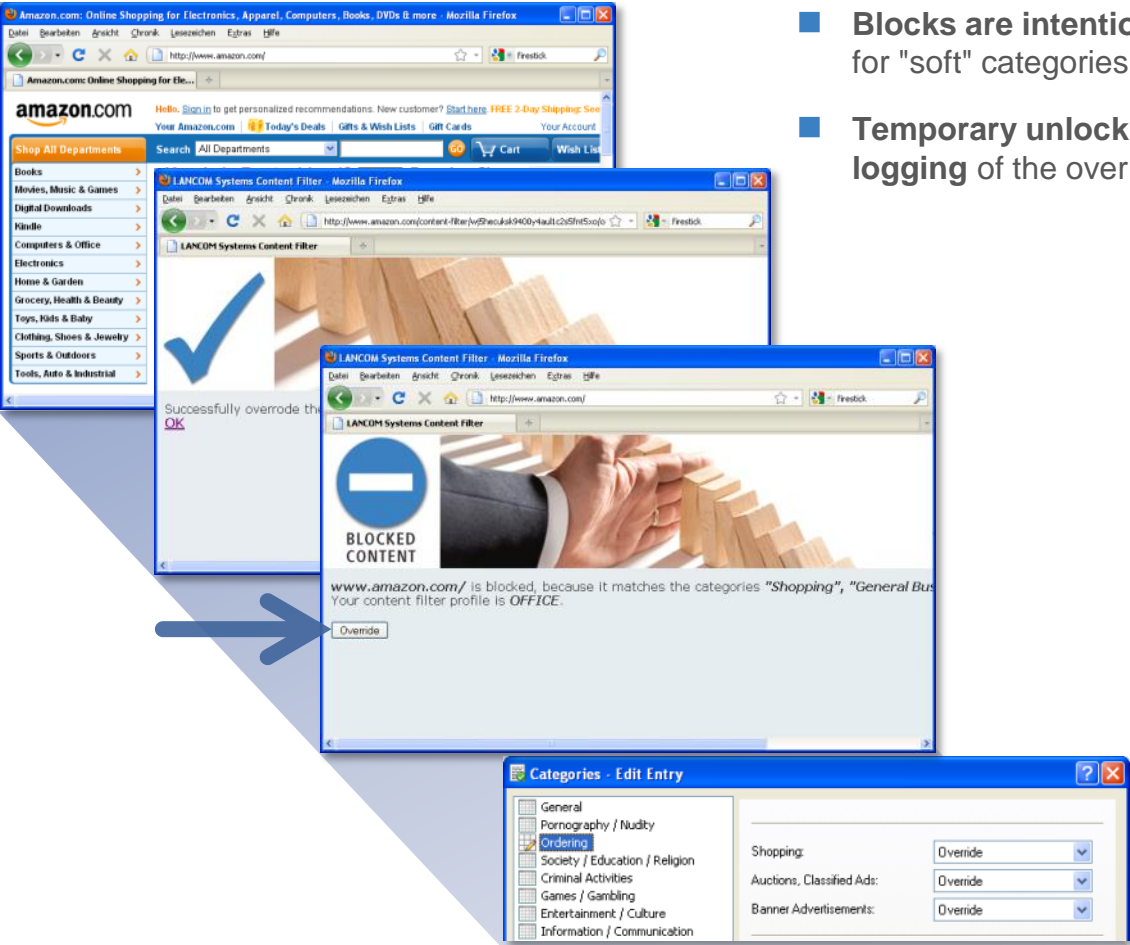 Amazon.com: Online Shopping for Electronics, Apparel, Computers, Books, DVDs & more - Mozilla Firefox
Datei Bearbeiten Ansicht Chronik Lesezeichen Extras Hilfe
http://www.amazon.com/
firestick
Amazon.com: Online Shopping for Ele...
amazon.com
Hello. Sign in to get personalized recommendations. New customer? Start here. FREE 2-Day Shipping: See
Your Amazon.com Today's Deals Gifts & Wish Lists Gift Cards Your Account
Shop All Departments Search All Departments GO Cart Wish List
Books
Movies, Music & Games
Digital Downloads
Kindle
Computers & Office
Electronics
Home & Garden
Grocery, Health & Beauty
Toys, Kids & Baby
Clothing, Shoes & Jewelry
Sports & Outdoors
Tools, Auto & Industrial
Blocks are intentio
for "soft" categories
Temporary unlock
logging of the over
LANCOM Systems Content Filter - Mozilla Firefox
Datei Bearbeiten Ansicht Chronik Lesezeichen Extras Hilfe
firestick
LANCOM Systems Content Filter
Successfully overrode the
OK
LANCOM Systems Content Filter - Mozilla Firefox
Datei Bearbeiten Ansicht Chronik Lesezeichen Extras Hilfe
http://www.amazon.com/
firestick
LANCOM Systems Content Filter
BLOCKED
CONTENT
www.amazon.com/ is blocked, because it matches the categories "Shopping", "General Bus
Your content filter profile is OFFICE.
Override
Categories - Edit Entry
General
Pornography / Nudity
Ordering
Society / Education / Religion
Criminal Activities
Games / Gambling
Entertainment / Culture
Information / Communication
Shopping: Override
Auctions, Classified Ads: Override
Banner Advertisements: Override